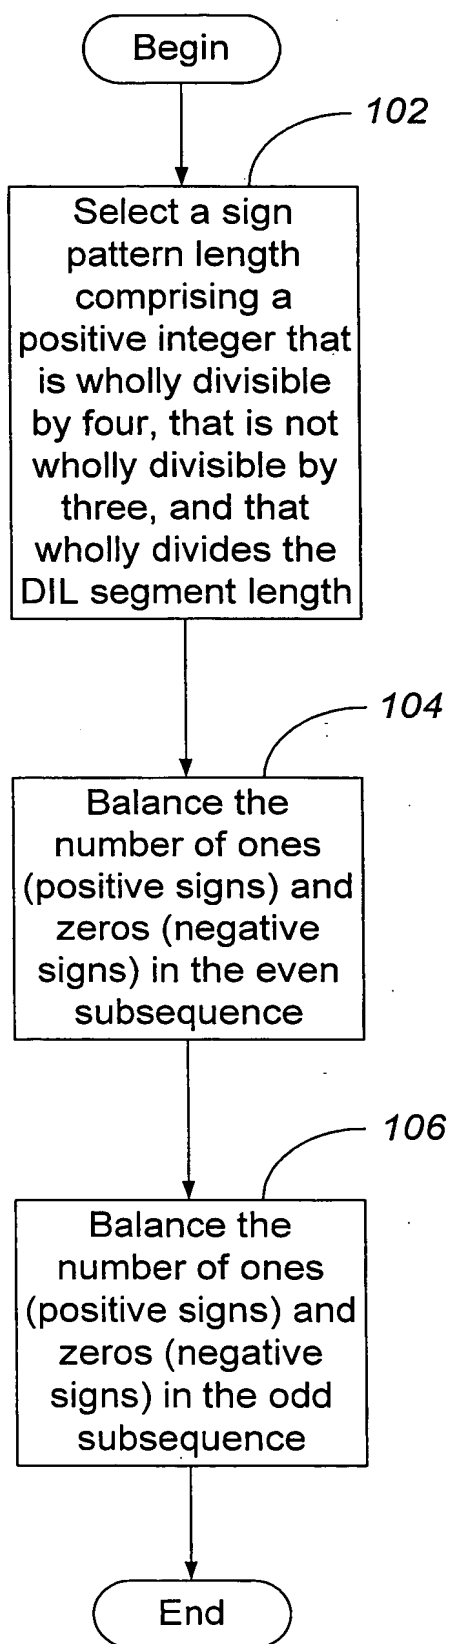 Begin
102
Select a sign
pattern length
comprising a
positive integer that
is wholly divisible
by four, that is not
wholly divisible by
three, and that
wholly divides the
DIL segment length
104
Balance the
number of ones
(positive signs) and
zeros (negative
signs) in the even
subsequence
106
Balance the
number of ones
(positive signs) and
zeros (negative
signs) in the odd
subsequence
End